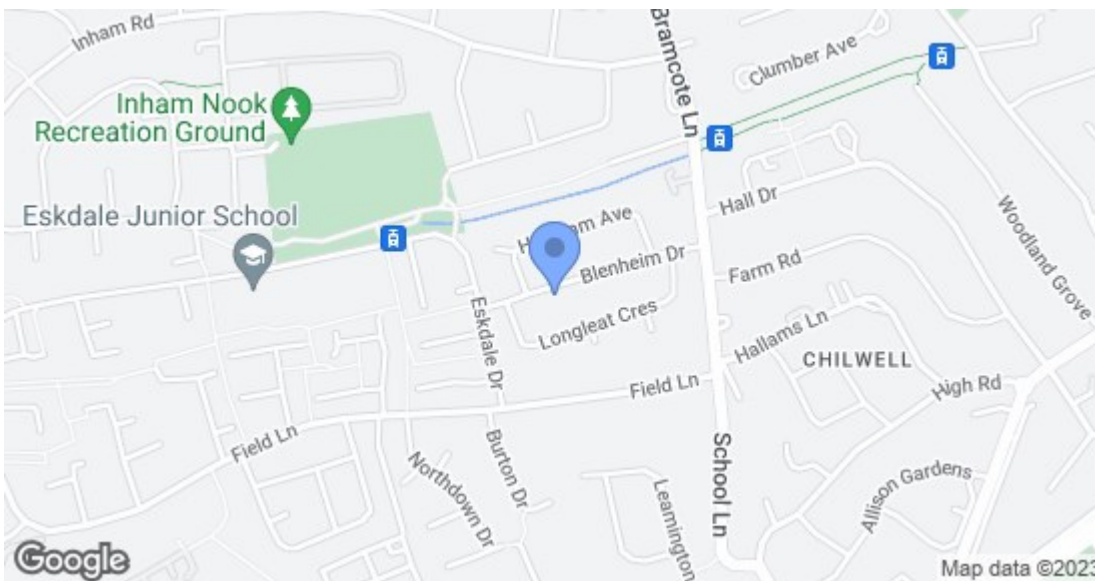 Inham Rd
Bramcote Ln
Clumber Ave
Inham Nook
Recreation Ground
Eskdale Junior School
Hall Dr
Woodland Grove
Ave
Blenheim Dr
Farm Rd
Eskdale Dr
Longleat Cres
Hallams Ln
CHILWELL
Field Ln
High Rd
Field Ln
Burton Dr
School Ln
Northdown Dr
Leamington
Allison Gardens
Google
Map data ©2023